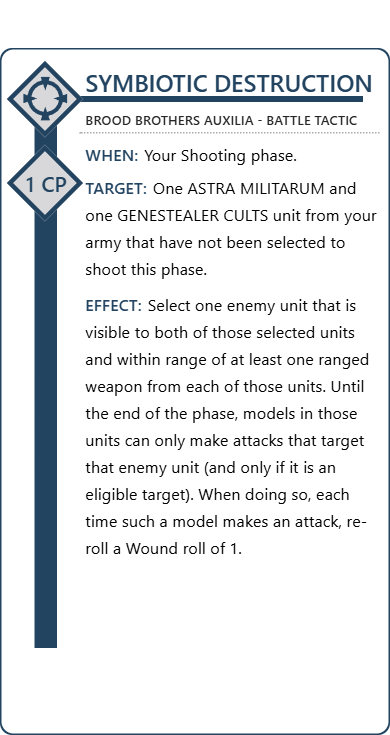 SYMBIOTIC DESTRUCTION
BROOD BROTHERS AUXILIA - BATTLE TACTIC
1 CP
WHEN: Your Shooting phase.
TARGET: One ASTRA MILITARUM and
one GENESTEALER CULTS unit from your
army that have not been selected to
shoot this phase.
EFFECT: Select one enemy unit that is
visible to both of those selected units
and within range of at least one ranged
weapon from each of those units. Until
the end of the phase, models in those
units can only make attacks that target
that enemy unit (and only if it is an
eligible target). When doing so, each
time such a model makes an attack, re-
roll a Wound roll of 1.